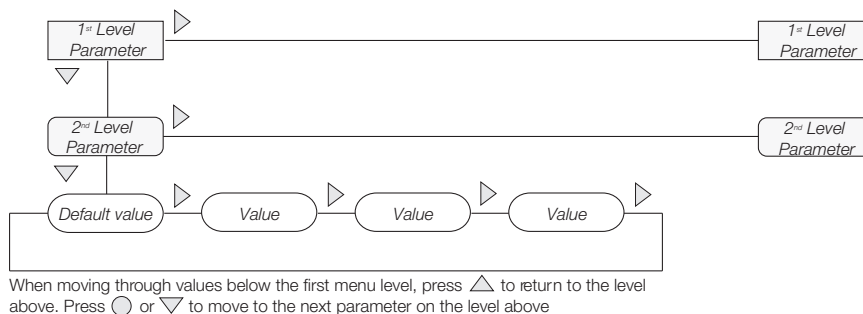 1st Level
Parameter
1st Level
Parameter
2nd Level
Parameter
2nd Level
Parameter
Default value
Value
Value
Value
When moving through values below the first menu level, press to return to the level
above. Press or to move to the next parameter on the level above